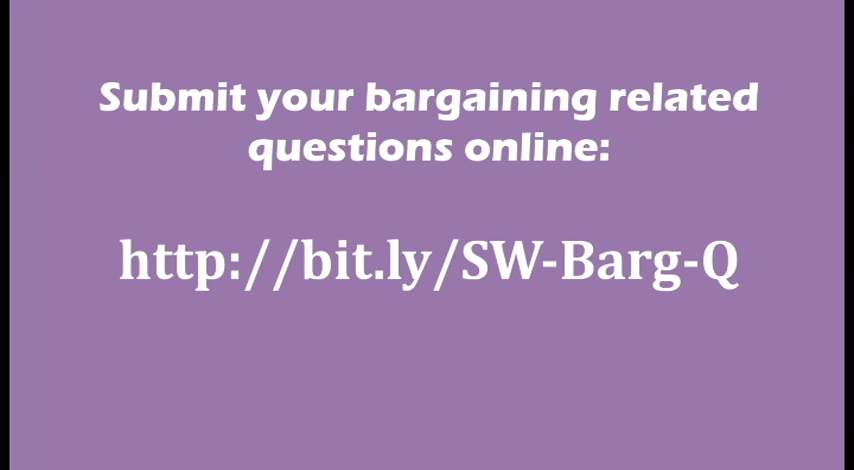 Submit your bargaining related
questions online:
http://bit.ly/SW-Barg-Q